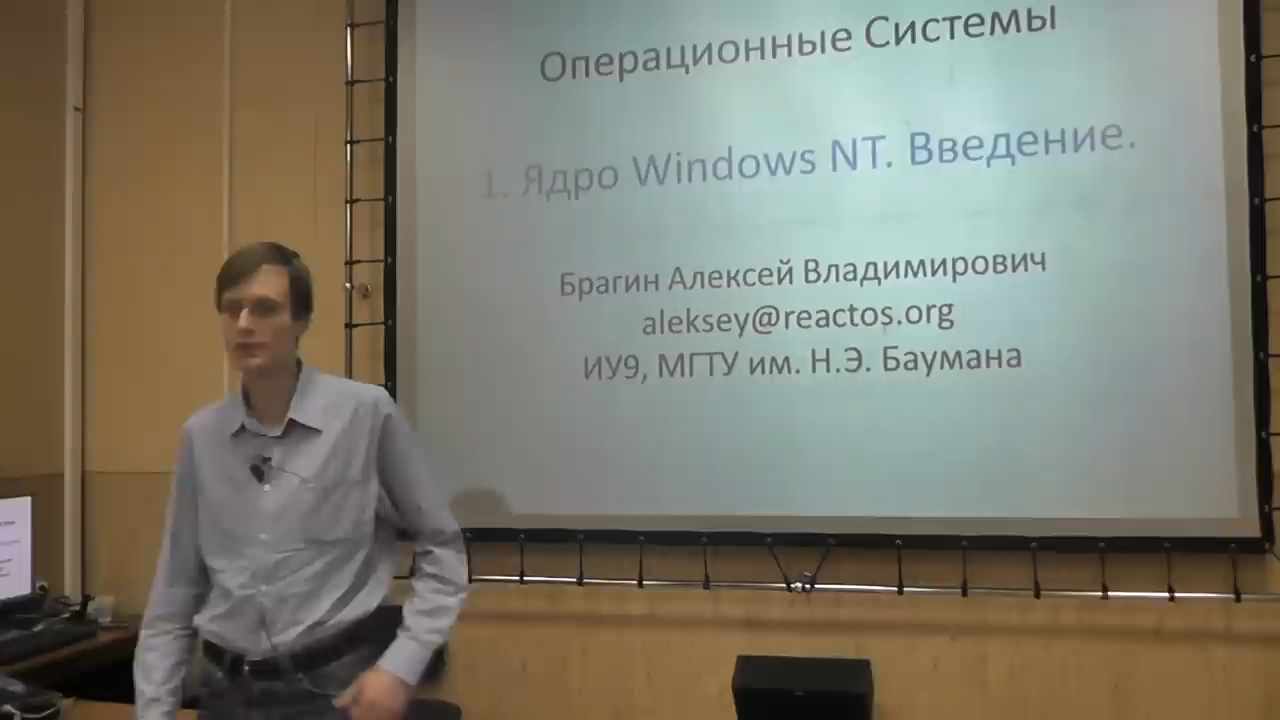 Операционные Системы
1. Ядро Windows NT. Введение.
Брагин Алексей Владимирович
aleksey@reactos.org
ИУ9, МГТУ им. Н.Э. Баумана